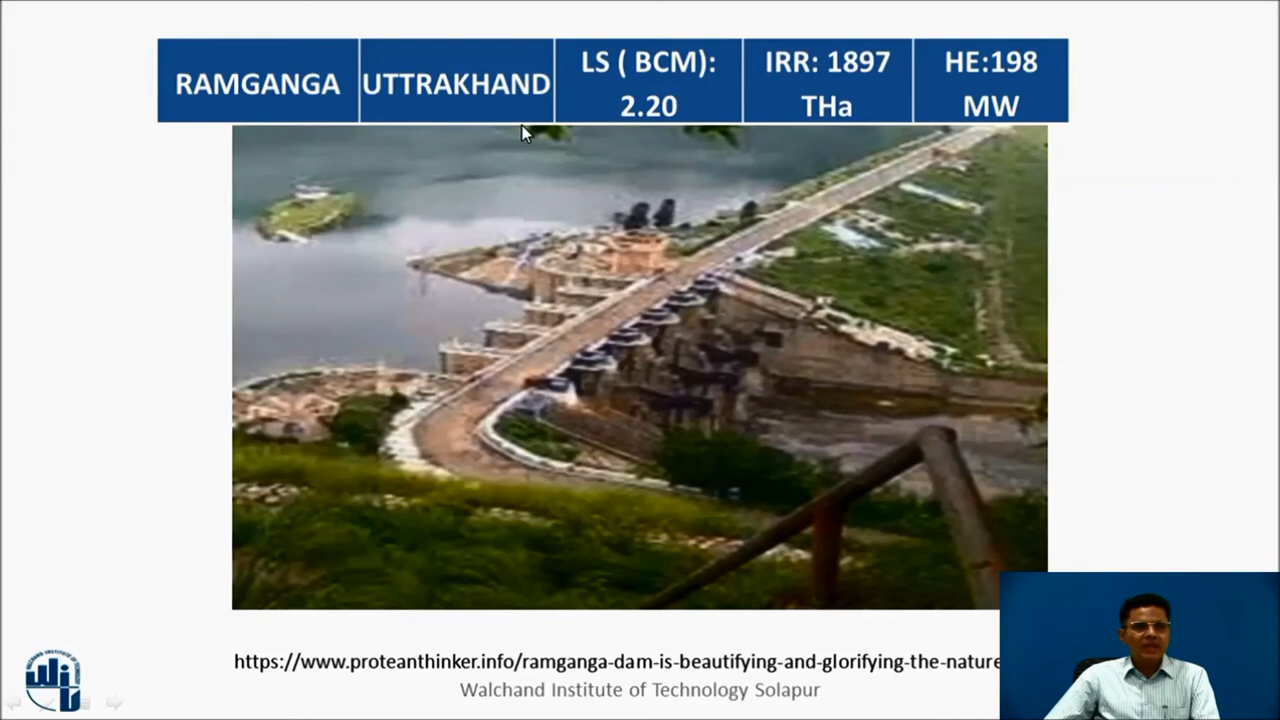 RAMGANGA
UTTRAKHAND
LS ( BCM):
2.20
IRR: 1897
THa
HE:198
MW
https://www.proteanthinker.info/ramganga-dam-is-beautifying-and-glorifying-the-nature
Walchand Institute of Technology Solapur